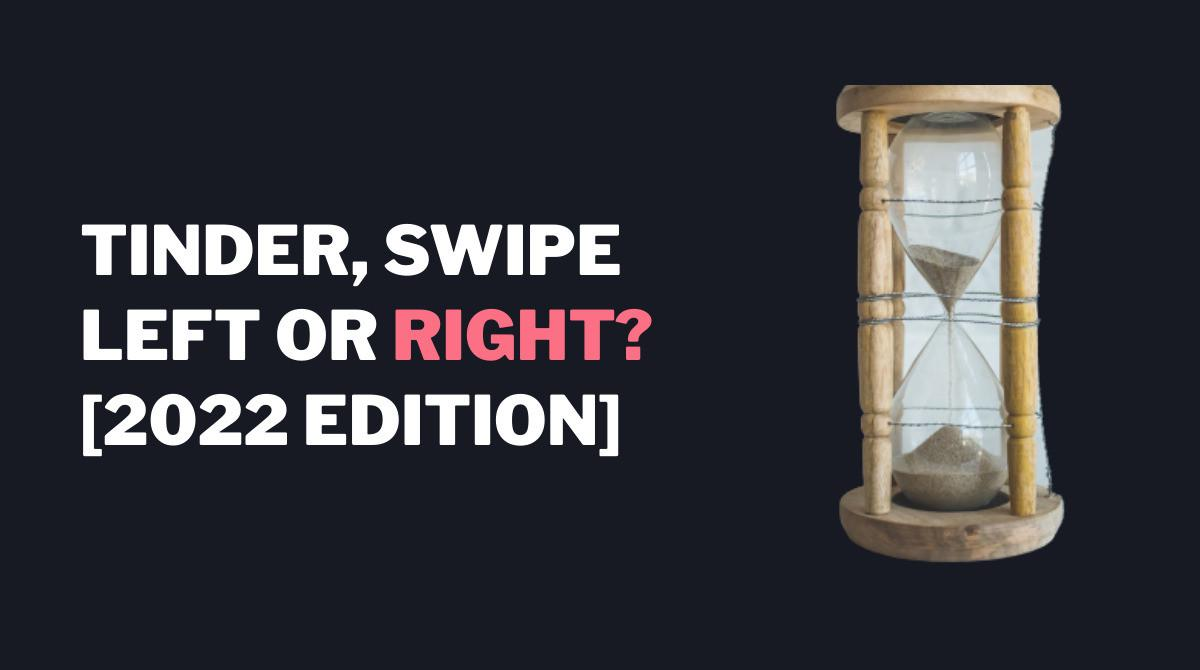 TINDER, SWIPE
LEFT OR RIGHT?
[2022 EDITION]